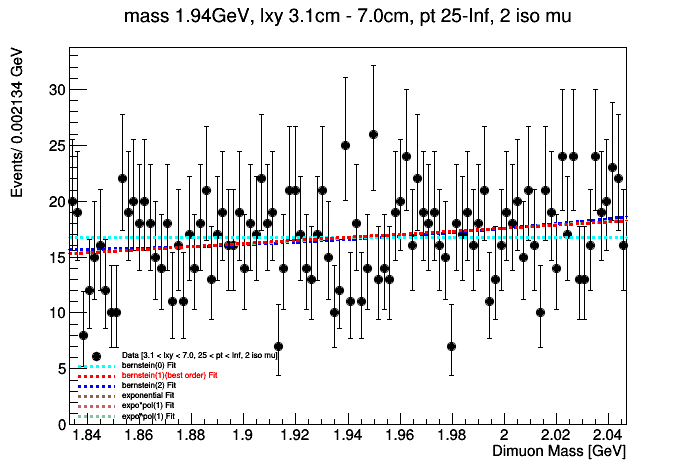 mass 1.94GeV, lxy 3.1cm - 7.0cm, pt 25-Inf, 2 iso mu
Events/ 0.002134 GeV
30
25
20
15
10
5
0
Data [3.1 < lxy < 7.0, 25 < pt < Inf, 2 iso mu]
bernstein(0) Fit
bernstein(1)(best order) Fit
bernstein(2) Fit
exponential Fit
expo*pol(1) Fit
expo*pol(1) Fit
1.84 1.86 1.88 1.9 1.92 1.94 1.96 1.98 2 2.02 2.04
Dimuon Mass [GeV]